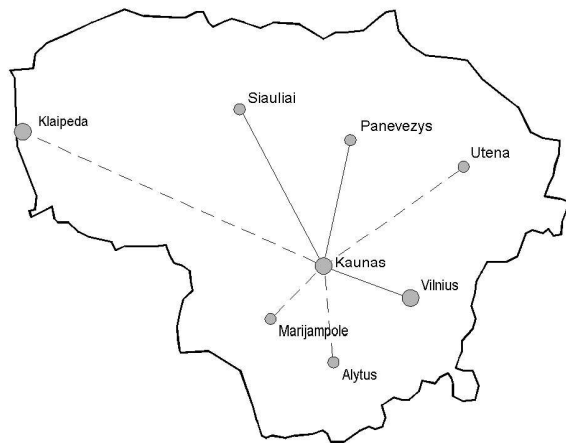 Siauliai
Klaipeda
Panevezys
Utena
Kaunas
Vilnius
Marijampole
Alytus